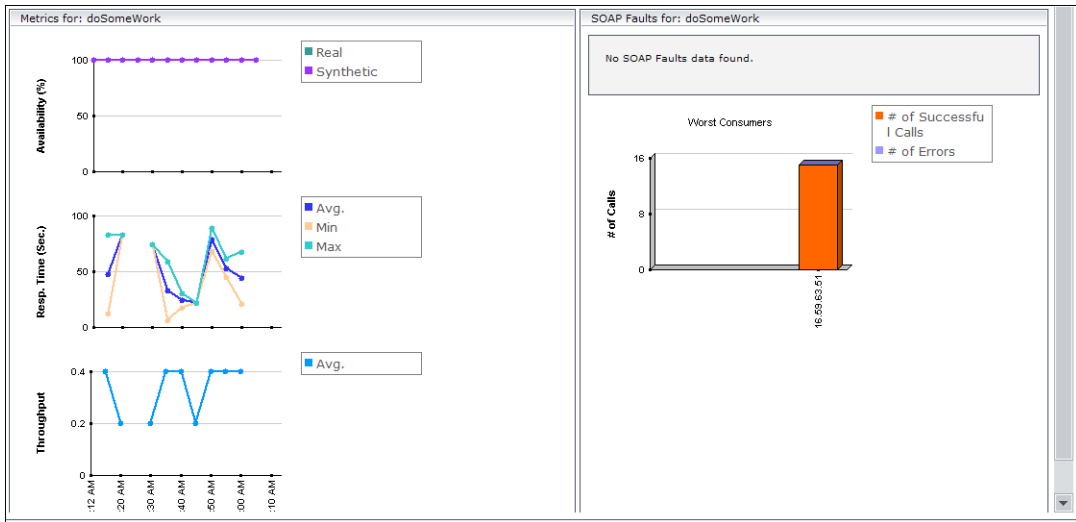 Metrics for: doSomeWork
Availability (%)
100
50
0
Real
Synthetic
Resp. Time (Sec.)
100
50
0
Avg.
Min
Max
Throughput
0.4
0.2
0
:12 AM
:20 AM
:30 AM
:40 AM
:50 AM
:00 AM
:10 AM
Avg.
SOAP Faults for: doSomeWork
No SOAP Faults data found.
Worst Consumers
# of Calls
16
8
0
16.59.63.51
# of Successfu
l Calls
# of Errors